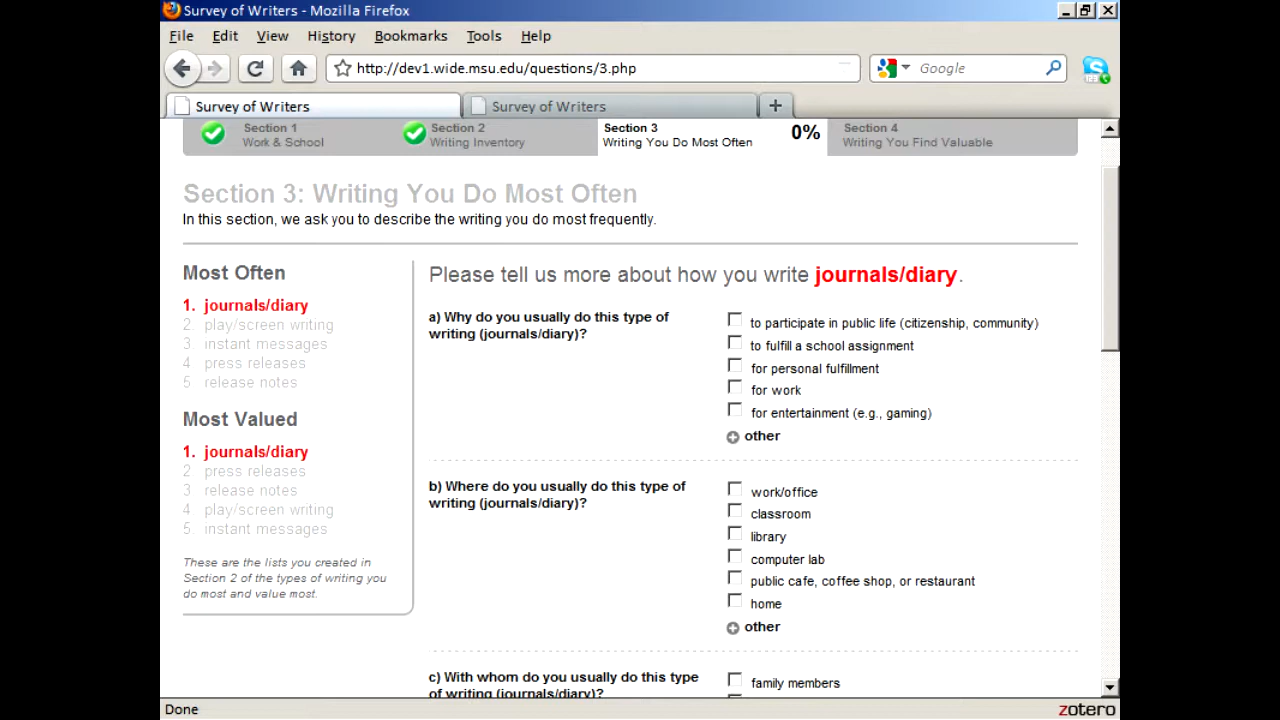 Survey of Writers - Mozilla Firefox
File Edit View History Bookmarks Tools Help
http://dev1.wide.msu.edu/questions/3.php
Google
Survey of Writers
Survey of Writers
Section 1
Work & School
Section 2
Writing Inventory
Section 3
Writing You Do Most Often
0%
Section 4
Writing You Find Valuable
Section 3: Writing You Do Most Often
In this section, we ask you to describe the writing you do most frequently.
Most Often
1. journals/diary
2. play/screen writing
3 instant messages
4 press releases
5 release notes
Most Valued
1. journals/diary
2 press releases
3 release notes
4 play/screen writing
5. instant messages
These are the lists you created in
Section 2 of the types of writing you
do most and value most.
Please tell us more about how you write journals/diary.
a) Why do you usually do this type of
writing (journals/diary)?
to participate in public life (citizenship, community)
to fulfill a school assignment
for personal fulfillment
for work
for entertainment (e.g., gaming)
other
b) Where do you usually do this type of
writing (journals/diary)?
work/office
classroom
library
computer lab
public cafe, coffee shop, or restaurant
home
other
c) With whom do you usually do this type
of writing (journals/diary)?
family members
Done
zotero